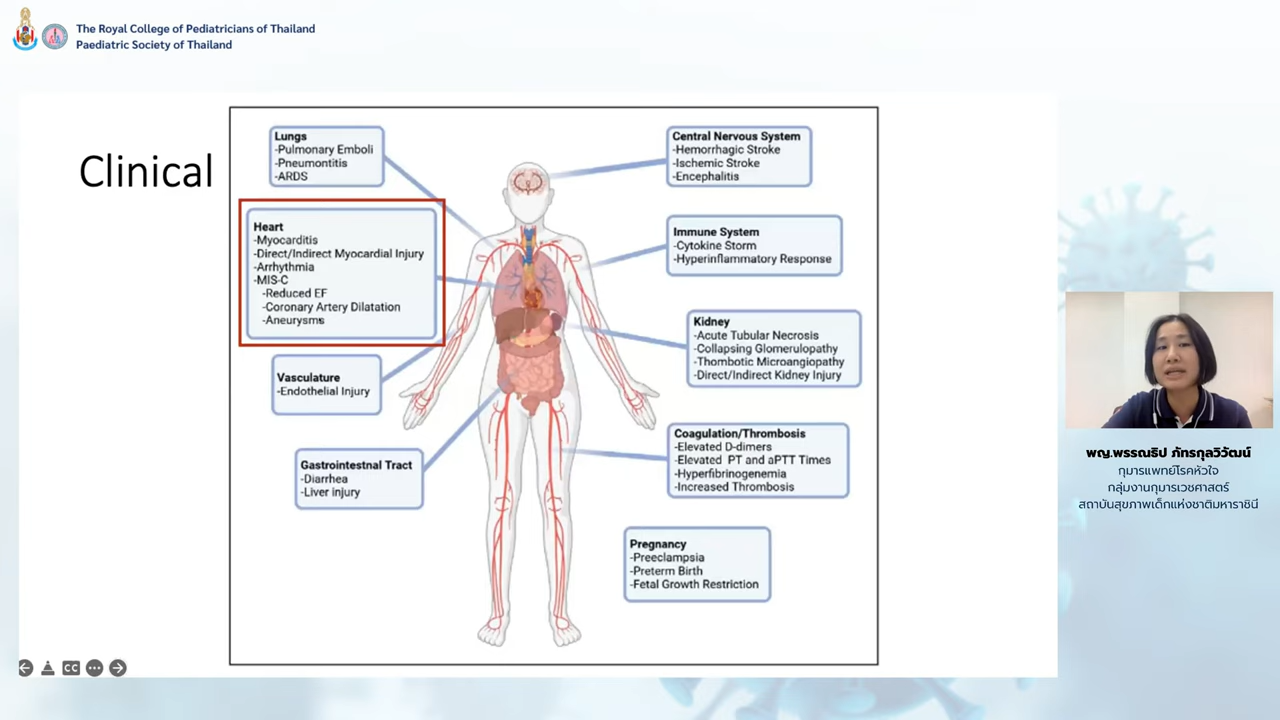 The Royal College of Pediatricians of Thailand
Paediatric Society of Thailand
Clinical
Lungs
-Pulmonary Emboli
-Pneumontitis
-ARDS
Heart
-Myocarditis
-Direct/Indirect Myocardial Injury
-Arrhythmia
-MIS-C
-Reduced EF
-Coronary Artery Dilatation
-Aneurysms
Vasculature
-Endothelial Injury
Gastrointestnal Tract
-Diarrhea
-Liver injury
Central Nervous System
-Hemorrhagic Stroke
-Ischemic Stroke
-Encephalitis
Immune System
-Cytokine Storm
-Hyperinflammatory Response
Kidney
-Acute Tubular Necrosis
-Collapsing Glomerulopathy
-Thombotic Microangiopathy
-Direct/Indirect Kidney Injury
Coagulation/Thrombosis
-Elevated D-dimers
-Elevated PT and aPTT Times
-Hyperfibrinogenemia
-Increased Thrombosis
Pregnancy
-Preeclampsia
-Preterm Birth
-Fetal Growth Restriction
พญ.พรรณธิป ภัทรกุลวิวัฒน์
กุมารแพทย์โรคหัวใจ
กลุ่มงานกุมารเวชศาสตร์
สถาบันสุขภาพเด็กแห่งชาติมหาราชินี
CC